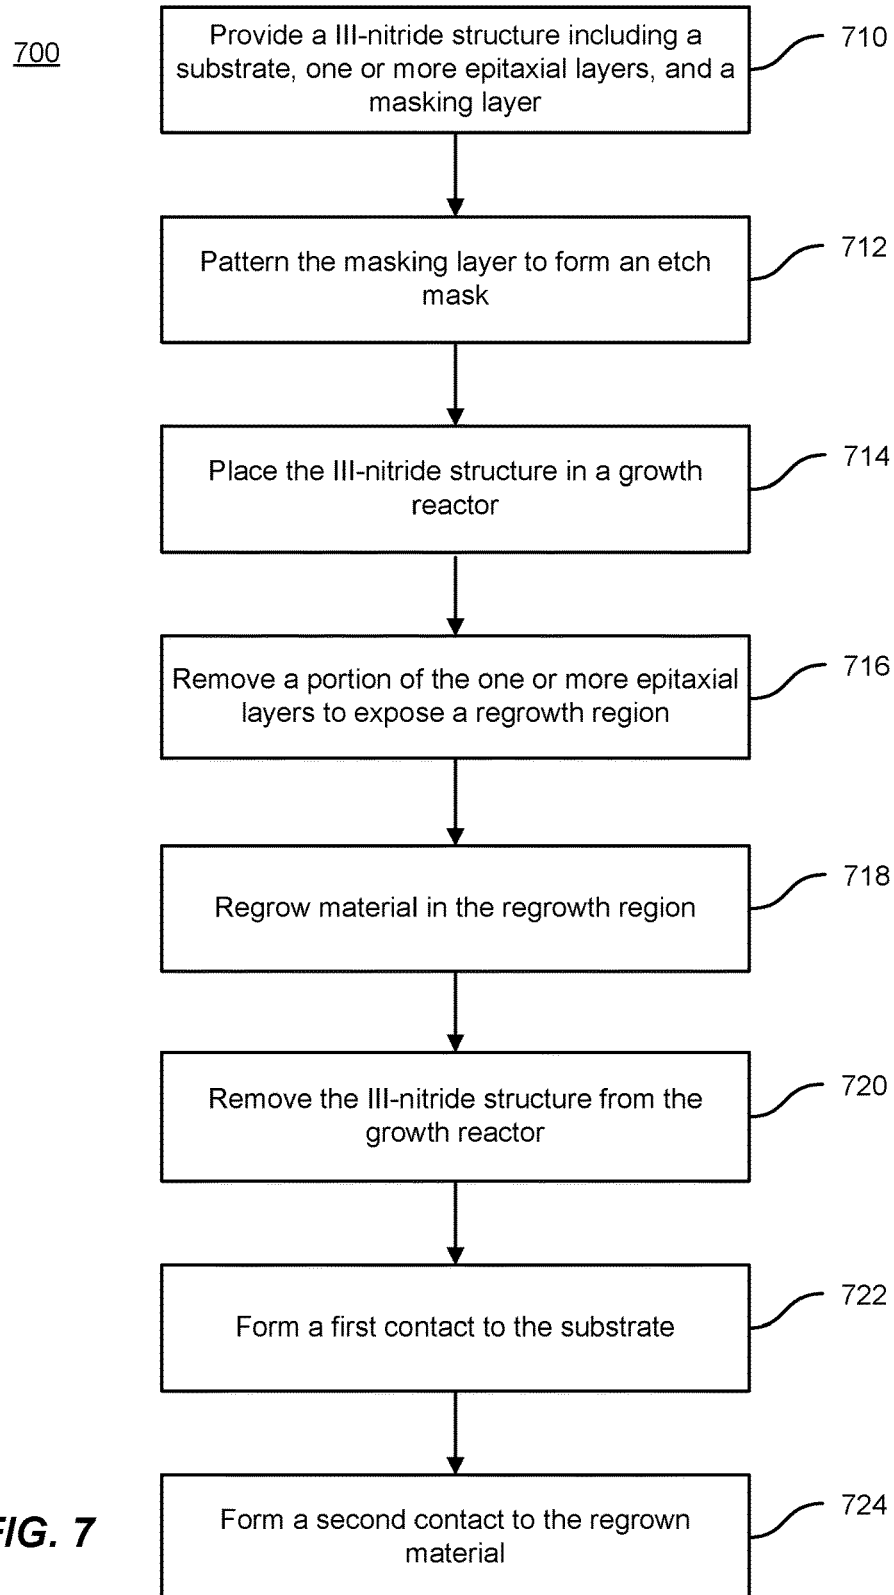 700
Provide a III-nitride structure including a
substrate, one or more epitaxial layers, and a
masking layer
710
Pattern the masking layer to form an etch
mask
712
Place the III-nitride structure in a growth
reactor
714
Remove a portion of the one or more epitaxial
layers to expose a regrowth region
716
Regrow material in the regrowth region
718
Remove the III-nitride structure from the
growth reactor
720
Form a first contact to the substrate
722
Form a second contact to the regrown
material
724
FIG. 7